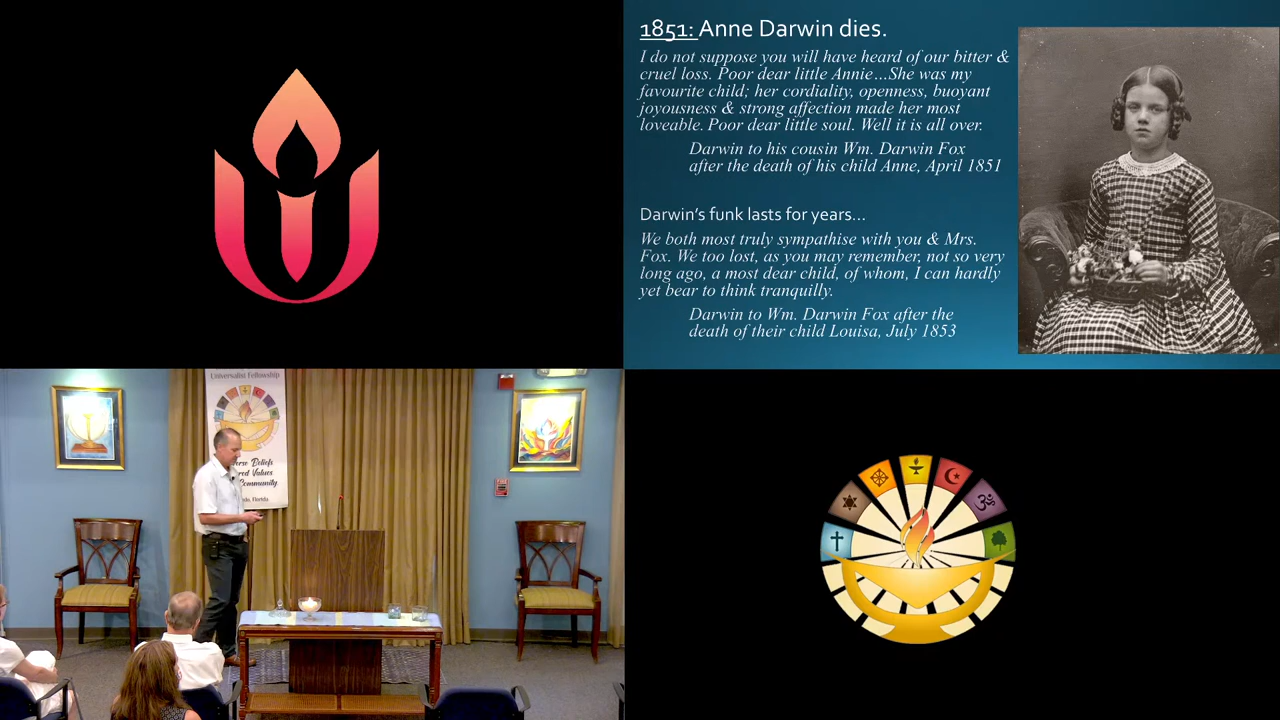 1851: Anne Darwin dies.
I do not suppose you will have heard of our bitter &
cruel loss. Poor dear little Annie…She was my
favourite child; her cordiality, openness, buoyant
joyousness & strong affection made her most
loveable. Poor dear little soul. Well it is all over.
Darwin to his cousin Wm. Darwin Fox
after the death of his child Anne, April 1851
Darwin's funk lasts for years…
We both most truly sympathise with you & Mrs.
Fox. We too lost, as you may remember, not so very
long ago, a most dear child, of whom, I can hardly
yet bear to think tranquilly.
Darwin to Wm. Darwin Fox after the
death of their child Louisa, July 1853
Universalist Fellowship
Beliefs
Values
Community
Florida